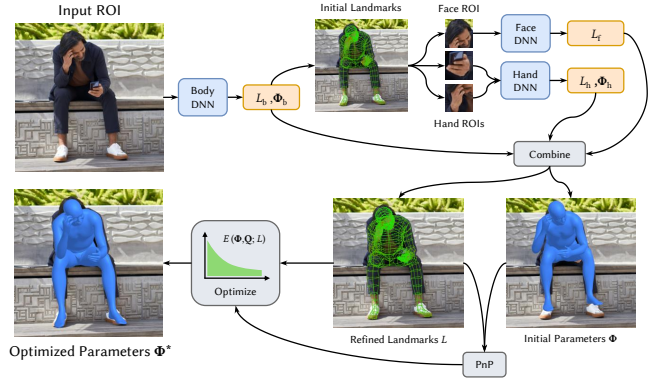 Input ROI
Initial Landmarks
Face ROI
Face
DNN
L_f
Body
DNN
L_b ,Φ_b
Hand
DNN
L_h ,Φ_h
Hand ROIs
Combine
E (Φ,Q; L)
Optimize
Refined Landmarks L
Initial Parameters Φ
Optimized Parameters Φ*
PnP